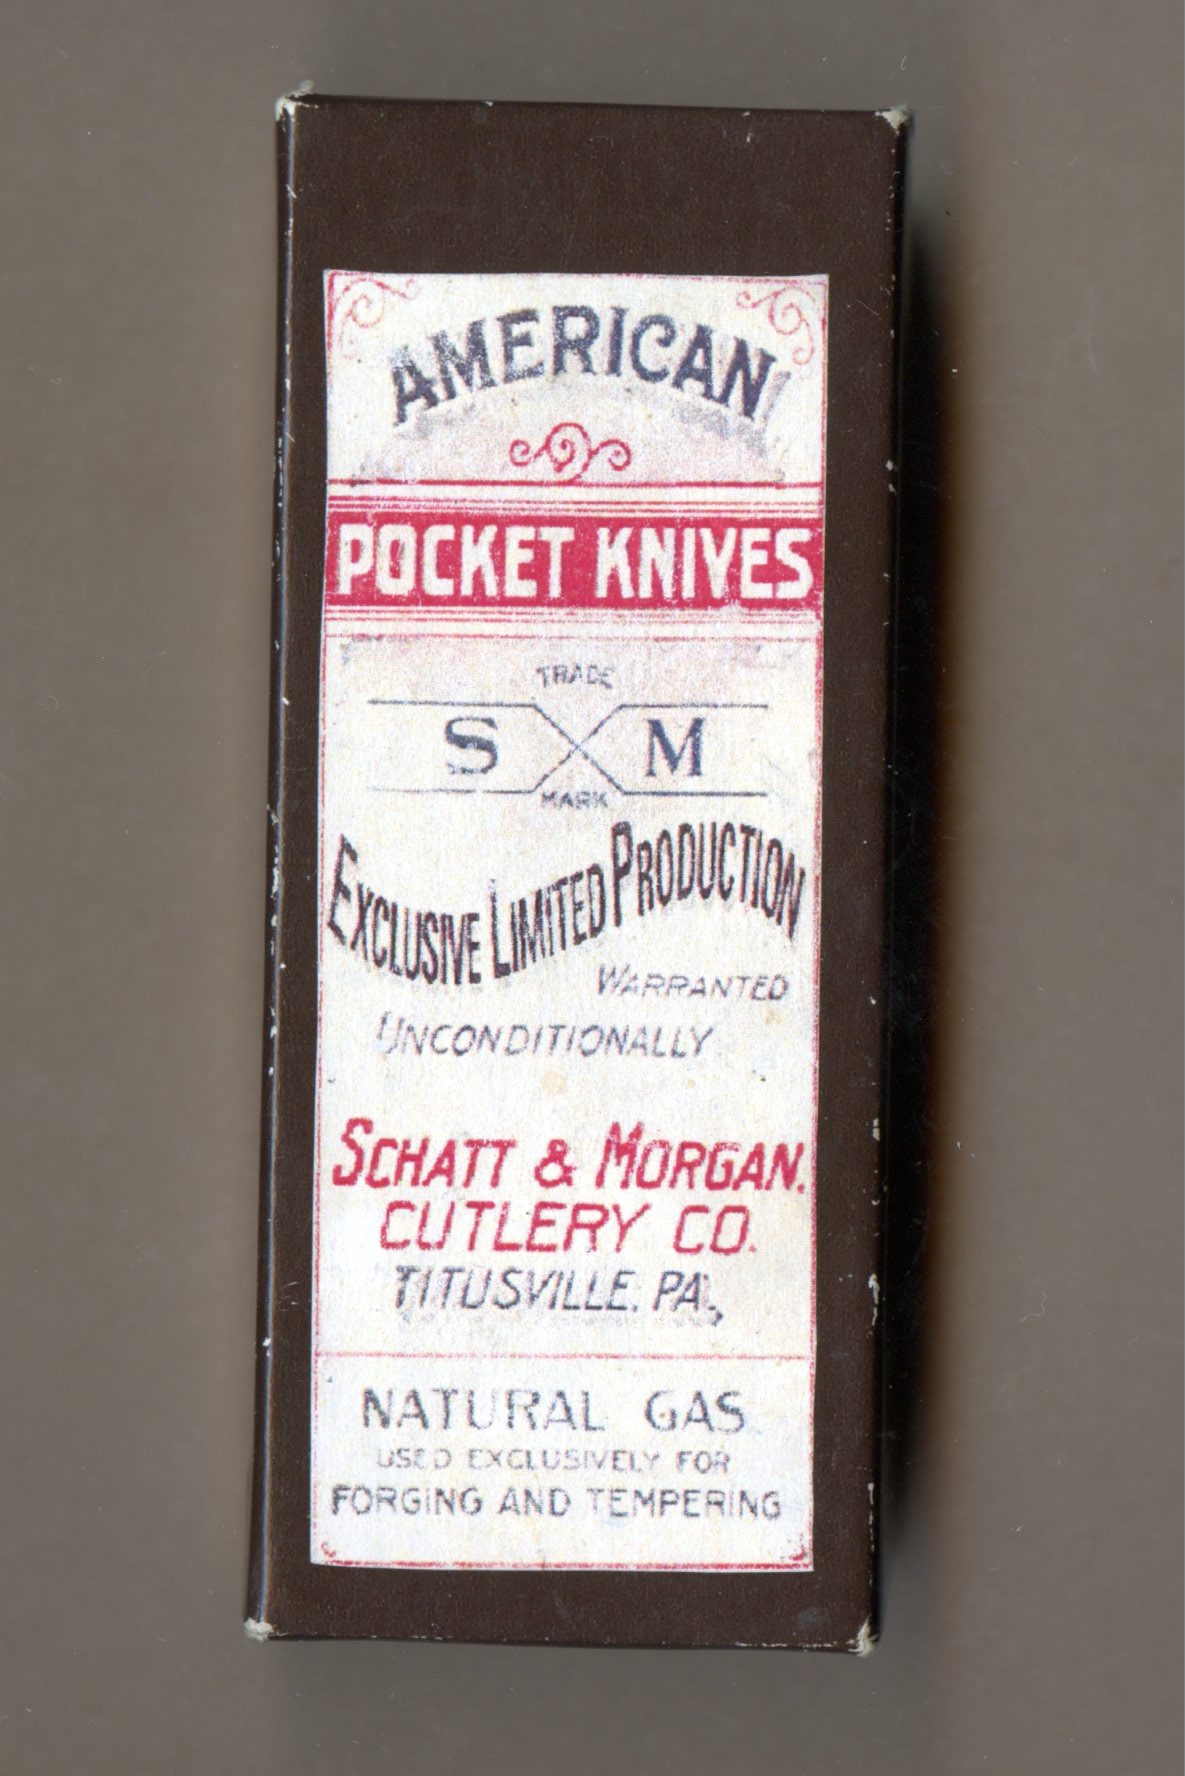 AMERICAN
POCKET KNIVES
TRADE
S M
MARK
EXCLUSIVE LIMITED PRODUCTION
WARRANTED
UNCONDITIONALLY
SCHATT & MORGAN.
CUTLERY CO.
TITUSVILLE, PA.
NATURAL GAS
USED EXCLUSIVELY FOR
FORGING AND TEMPERING